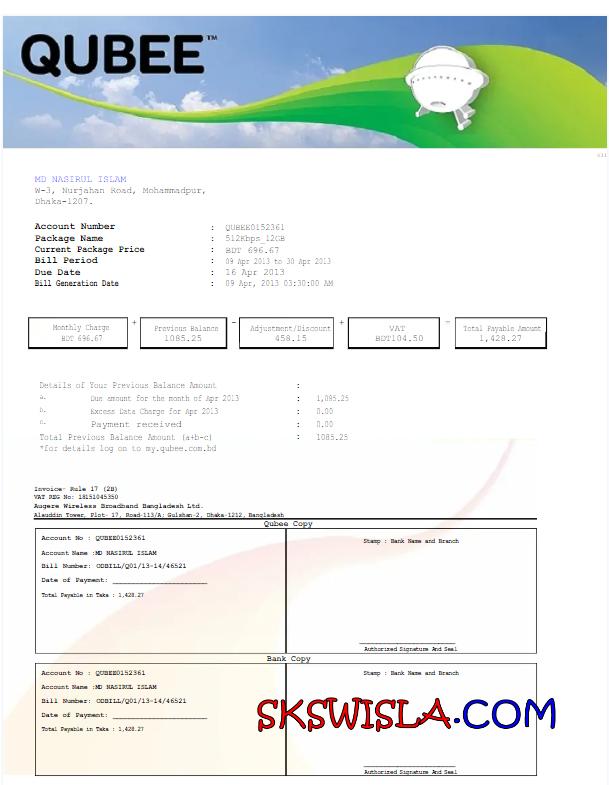 QUBEE™
MD NASIRUL ISLAM
W-3, Nurjahan Road, Mohammadpur,
Dhaka-1207.
Account Number : QUBEE0152361
Package Name : 512Kbps_12GB
Current Package Price : BDT 696.67
Bill Period : 09 Apr 2013 to 30 Apr 2013
Due Date : 16 Apr 2013
Bill Generation Date : 09 Apr, 2013 03:30:00 AM
Monthly Charge + Previous Balance − Adjustment/Discount + VAT = Total Payable Amount
BDT 696.67 1085.25 458.15 BDT104.50 1,428.27
Details of Your Previous Balance Amount :
a. Due amount for the month of Apr 2013 : 1,085.25
b. Excess Data Charge for Apr 2013 : 0.00
c. Payment received : 0.00
Total Previous Balance Amount (a+b-c) : 1085.25
*for details log on to my.qubee.com.bd
Invoice- Rule 17 (2B)
VAT REG No: 18151045350
Augere Wireless Broadband Bangladesh Ltd.
Alauddin Tower, Plot- 17, Road-113/A; Gulshan-2, Dhaka-1212, Bangladesh
Qubee Copy
Account No : QUBEE0152361
Stamp : Bank Name and Branch
Account Name :MD NASIRUL ISLAM
Bill Number: ODBILL/Q01/13-14/46521
Date of Payment: ______________________
Total Payable in Taka : 1,428.27
Authorized Signature And Seal
Bank Copy
Account No : QUBEE0152361
Stamp : Bank Name and Branch
Account Name :MD NASIRUL ISLAM
Bill Number: ODBILL/Q01/13-14/46521
Date of Payment: ______________________
Total Payable in Taka : 1,428.27
SKSWISLA.COM
Authorized Signature And Seal